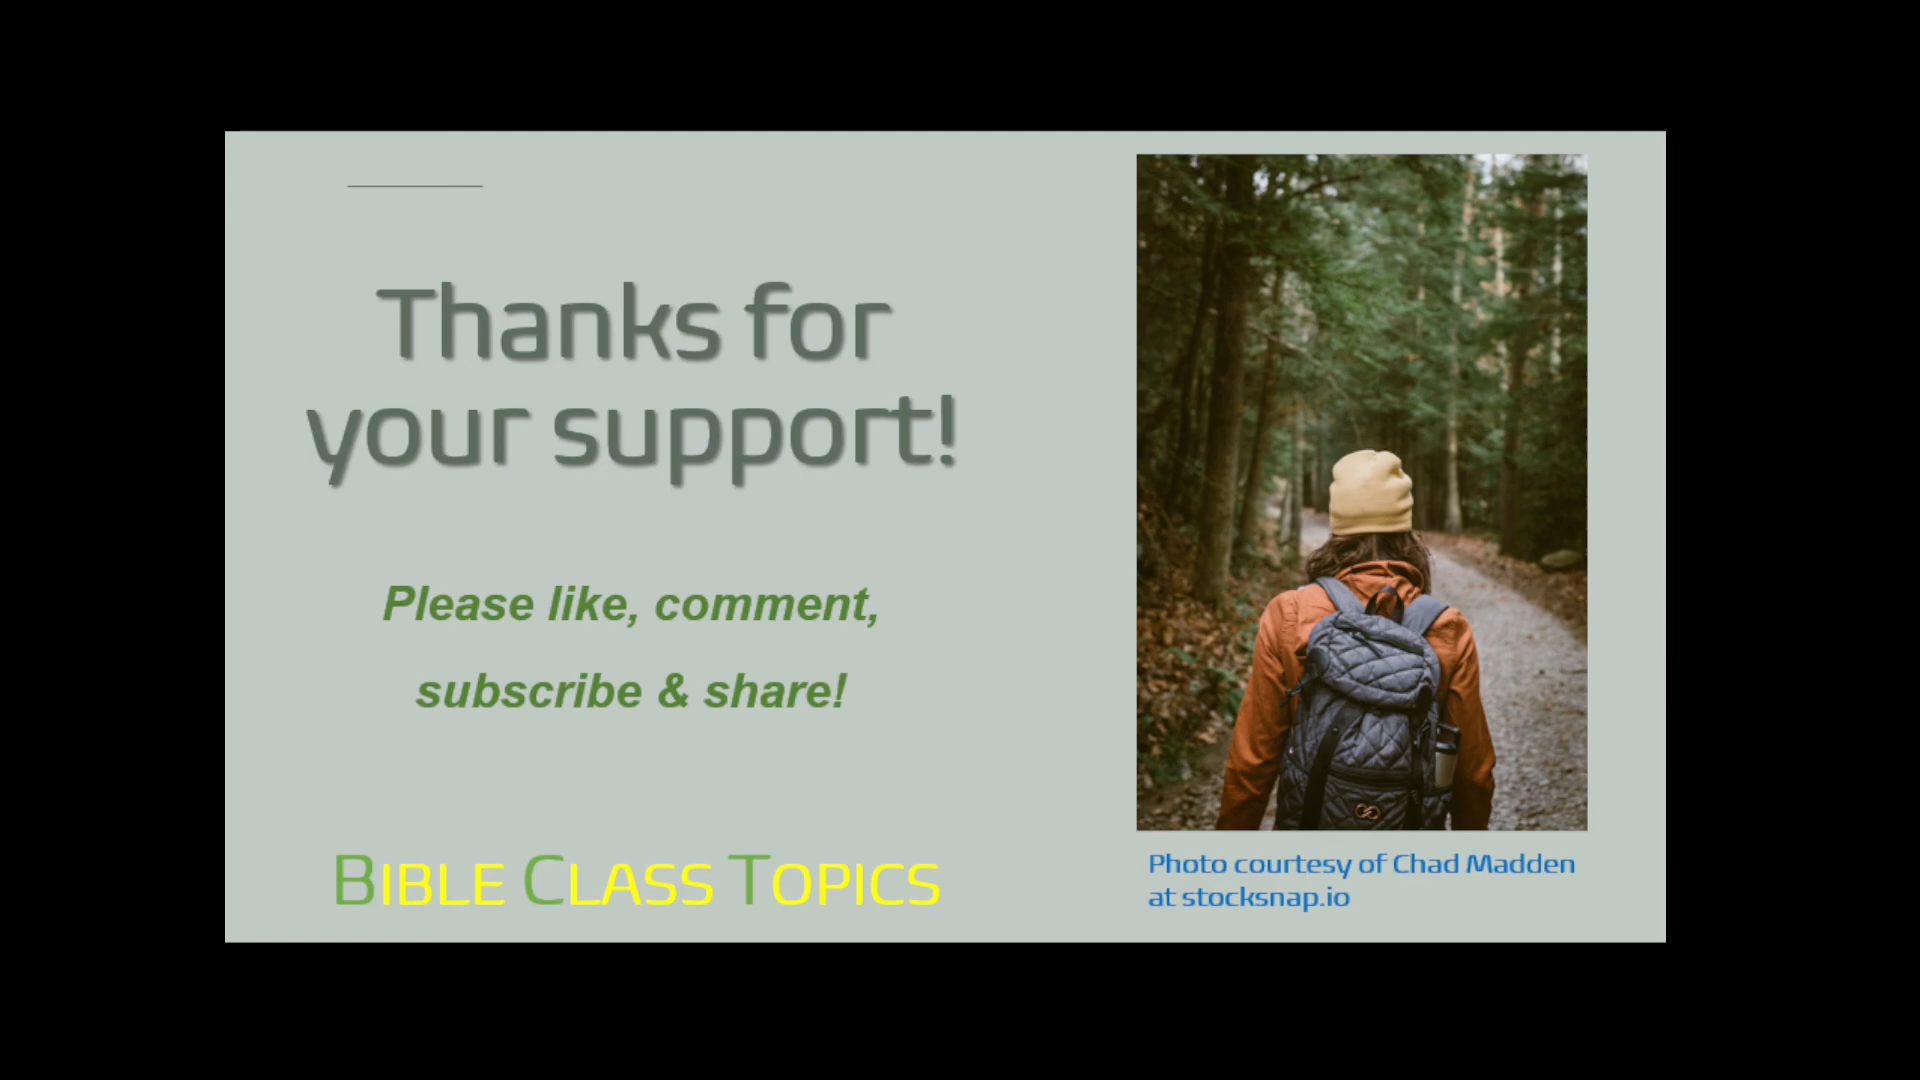 Thanks for
your support!
Please like, comment,
subscribe & share!
BIBLE CLASS TOPICS
Photo courtesy of Chad Madden
at stocksnap.io